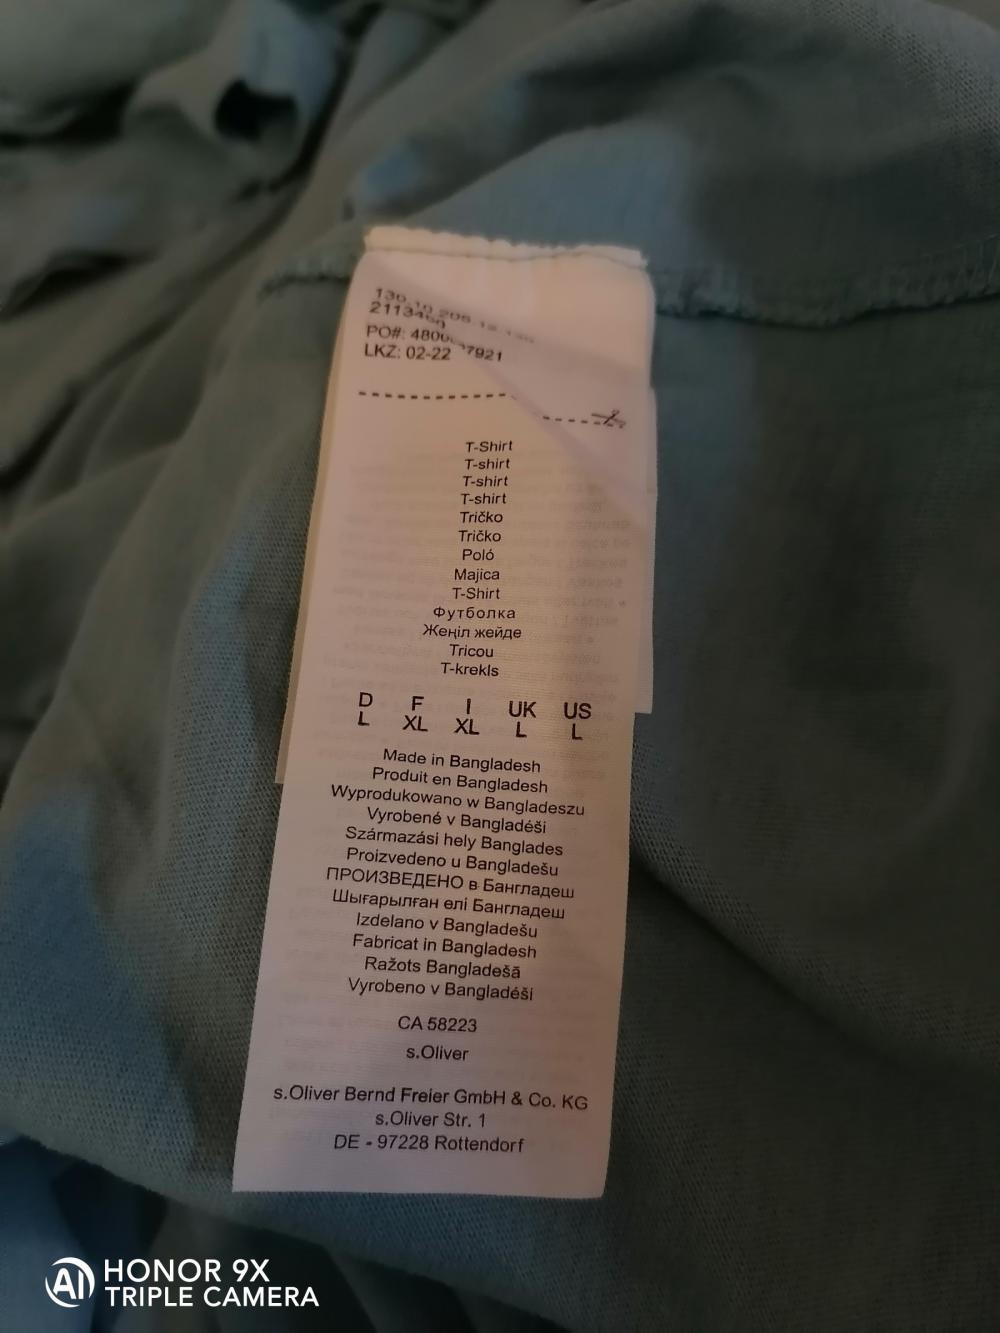 2113460
PO#:
LKZ: 02-22
T-Shirt
T-shirt
T-shirt
T-shirt
Tričko
Tričko
Poló
Majica
T-Shirt
Футболка
Жеңіл жейде
Tricou
T-krekls
D F I UK US
L XL XL L L
Made in Bangladesh
Produit en Bangladesh
Wyprodukowano w Bangladeszu
Vyrobené v Bangladéši
Származási hely Banglades
Proizvedeno u Bangladešu
ПРОИЗВЕДЕНО в Бангладеш
Шығарылған елі Бангладеш
Izdelano v Bangladešu
Fabricat in Bangladesh
Ražots Bangladešā
Vyrobeno v Bangladéši
CA 58223
s.Oliver
s.Oliver Bernd Freier GmbH & Co. KG
s.Oliver Str. 1
DE - 97228 Rottendorf
HONOR 9X
TRIPLE CAMERA